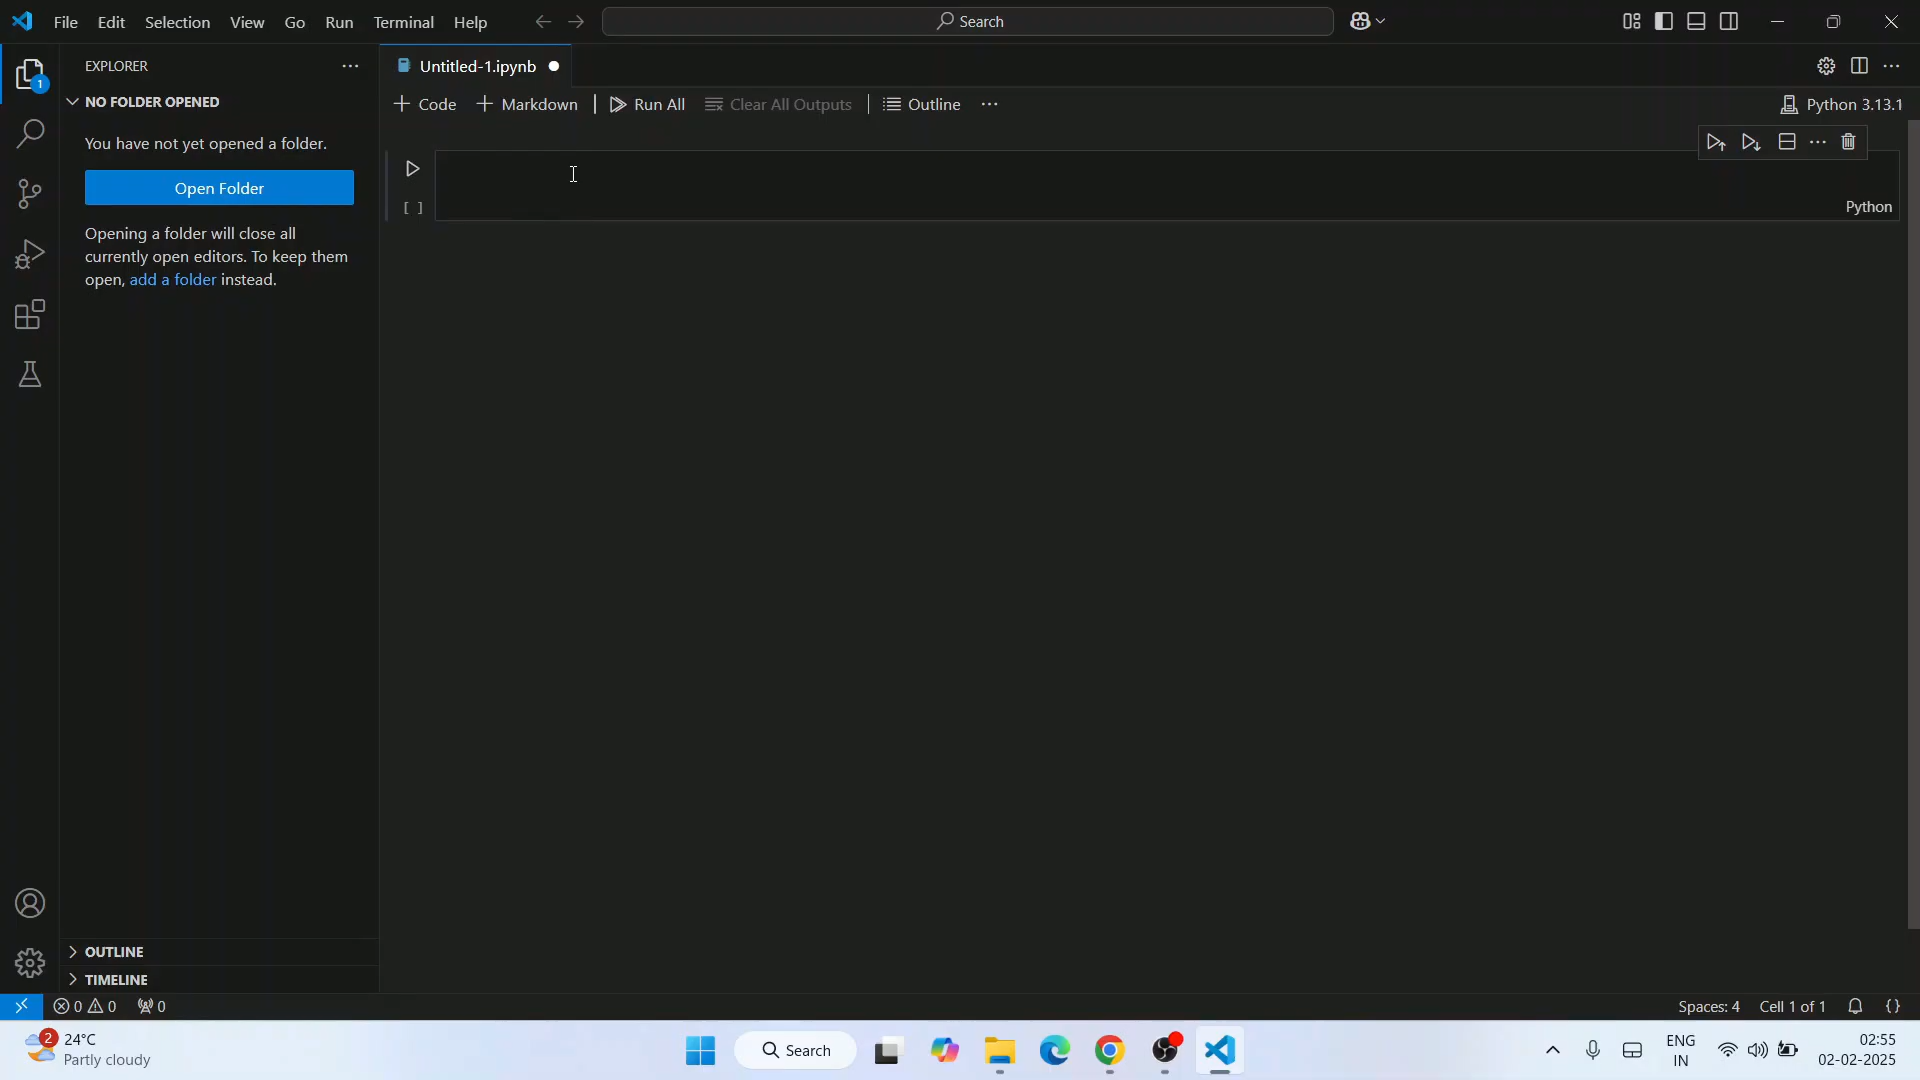 File Edit Selection View Go Run Terminal Help
Search
EXPLORER
1
NO FOLDER OPENED
You have not yet opened a folder.
Open Folder
Opening a folder will close all
currently open editors. To keep them
open, add a folder instead.
OUTLINE
TIMELINE
Untitled-1.ipynb
Code Markdown Run All Clear All Outputs Outline
Python 3.13.1
[ ]
Python
0 0 0
Spaces: 4 Cell 1 of 1
2
24°C
Partly cloudy
Search
ENG
IN
02:55
02-02-2025